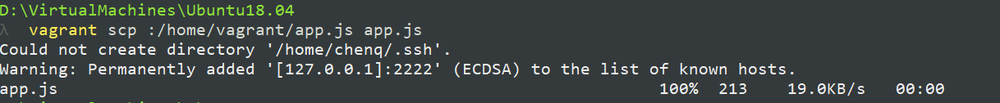 D:\VirtualMachines\Ubuntu18.04
λ vagrant scp :/home/vagrant/app.js app.js
Could not create directory '/home/chenq/.ssh'.
Warning: Permanently added '[127.0.0.1]:2222' (ECDSA) to the list of known hosts.
app.js 100% 213 19.0KB/s 00:00